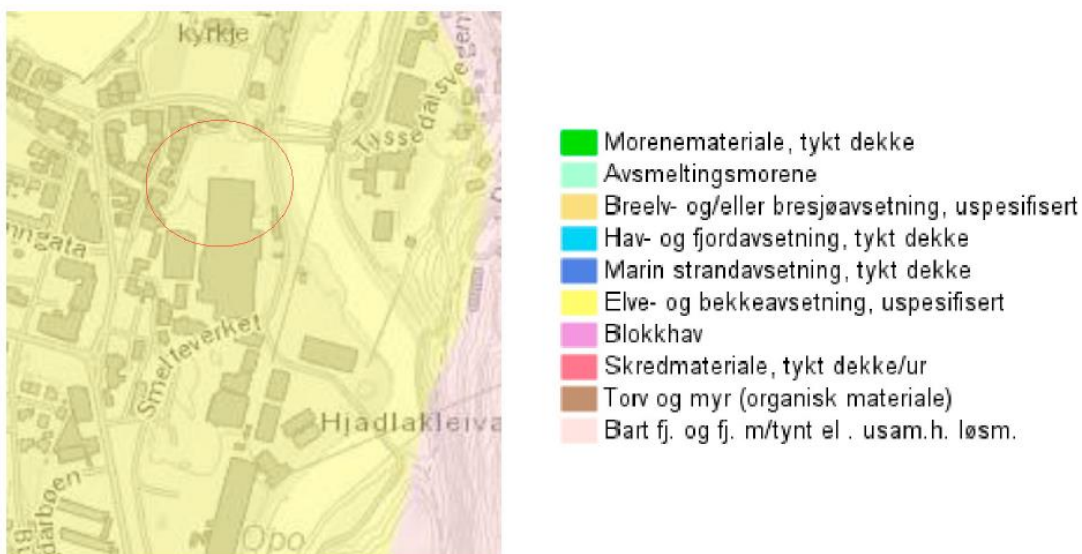 kyrkje
Tyssedalsvegen
Smelteverket
Hjadlakleiva
Opo
Morenemateriale, tykt dekke
Avsmeltingsmorene
Breelv- og/eller bresjøavsetning, uspesifisert
Hav- og fjordavsetning, tykt dekke
Marin strandavsetning, tykt dekke
Elve- og bekkeavsetning, uspesifisert
Blokkhav
Skredmateriale, tykt dekke/ur
Torv og myr (organisk materiale)
Bart fj. og fj. m/tynt el . usam.h. løsm.